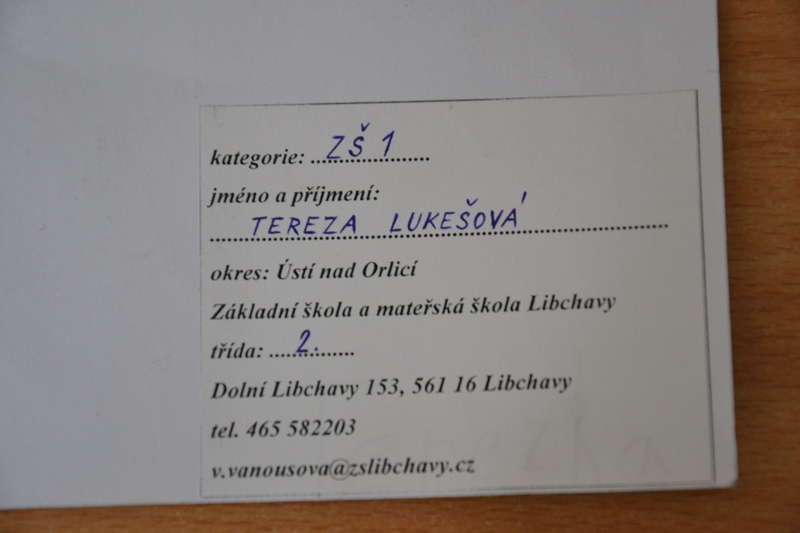 kategorie: ZŠ 1
jméno a příjmení:
TEREZA LUKEŠOVÁ
okres: Ústí nad Orlicí
Základní škola a mateřská škola Libchavy
třída: 2.
Dolní Libchavy 153, 561 16 Libchavy
tel. 465 582203
v.vanousova@zslibchavy.cz